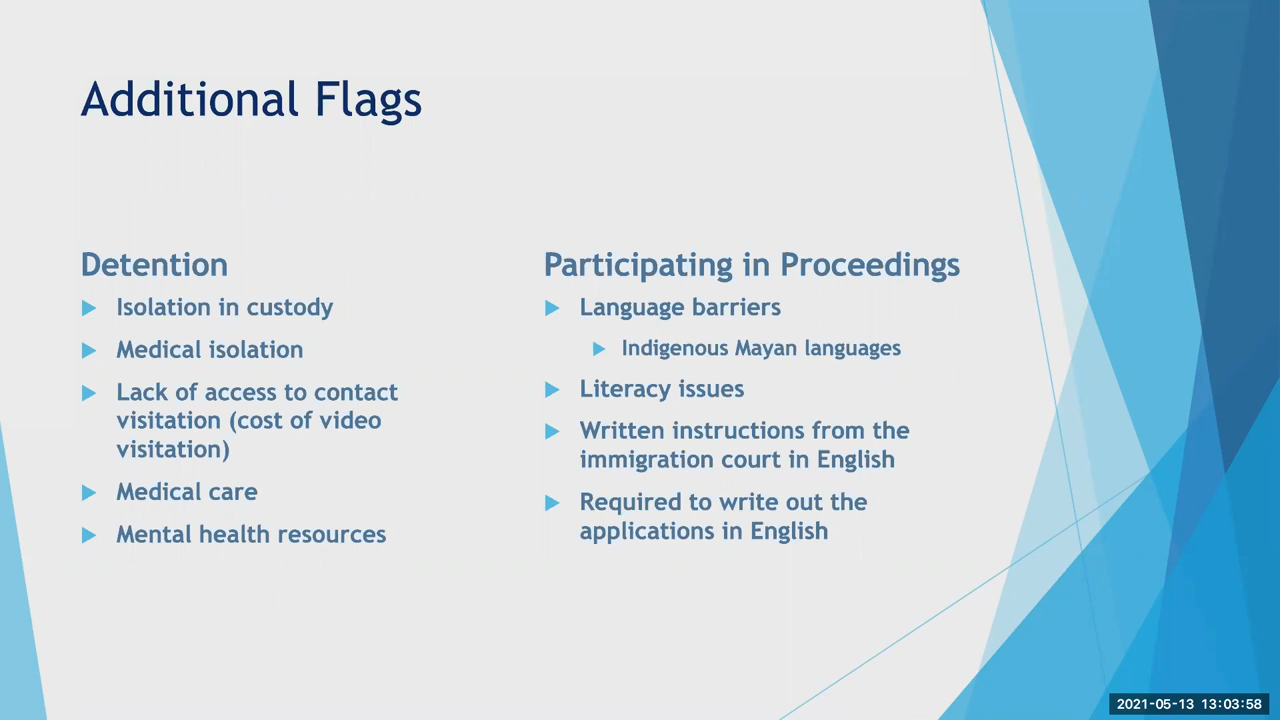 Additional Flags
Detention
Isolation in custody
Medical isolation
Lack of access to contact
visitation (cost of video
visitation)
Medical care
Mental health resources
Participating in Proceedings
Language barriers
Indigenous Mayan languages
Literacy issues
Written instructions from the
immigration court in English
Required to write out the
applications in English
2021-05-13 13:03:58